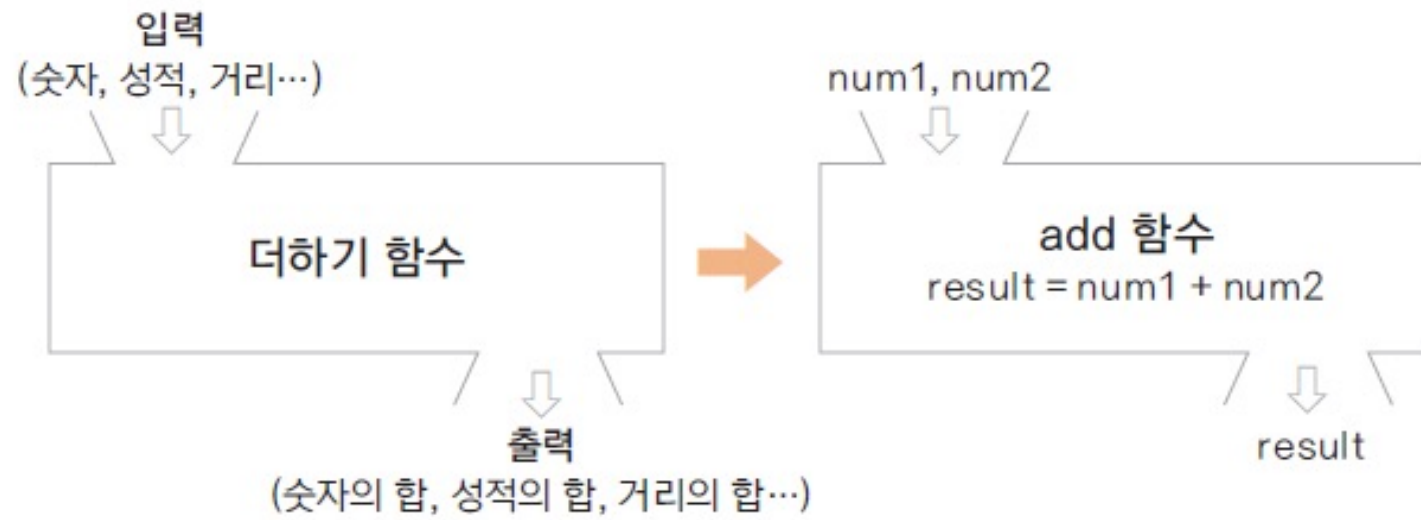 입력
(숫자, 성적, 거리…)
더하기 함수
출력
(숫자의 합, 성적의 합, 거리의 합…)
num1, num2
add 함수
result = num1 + num2
result